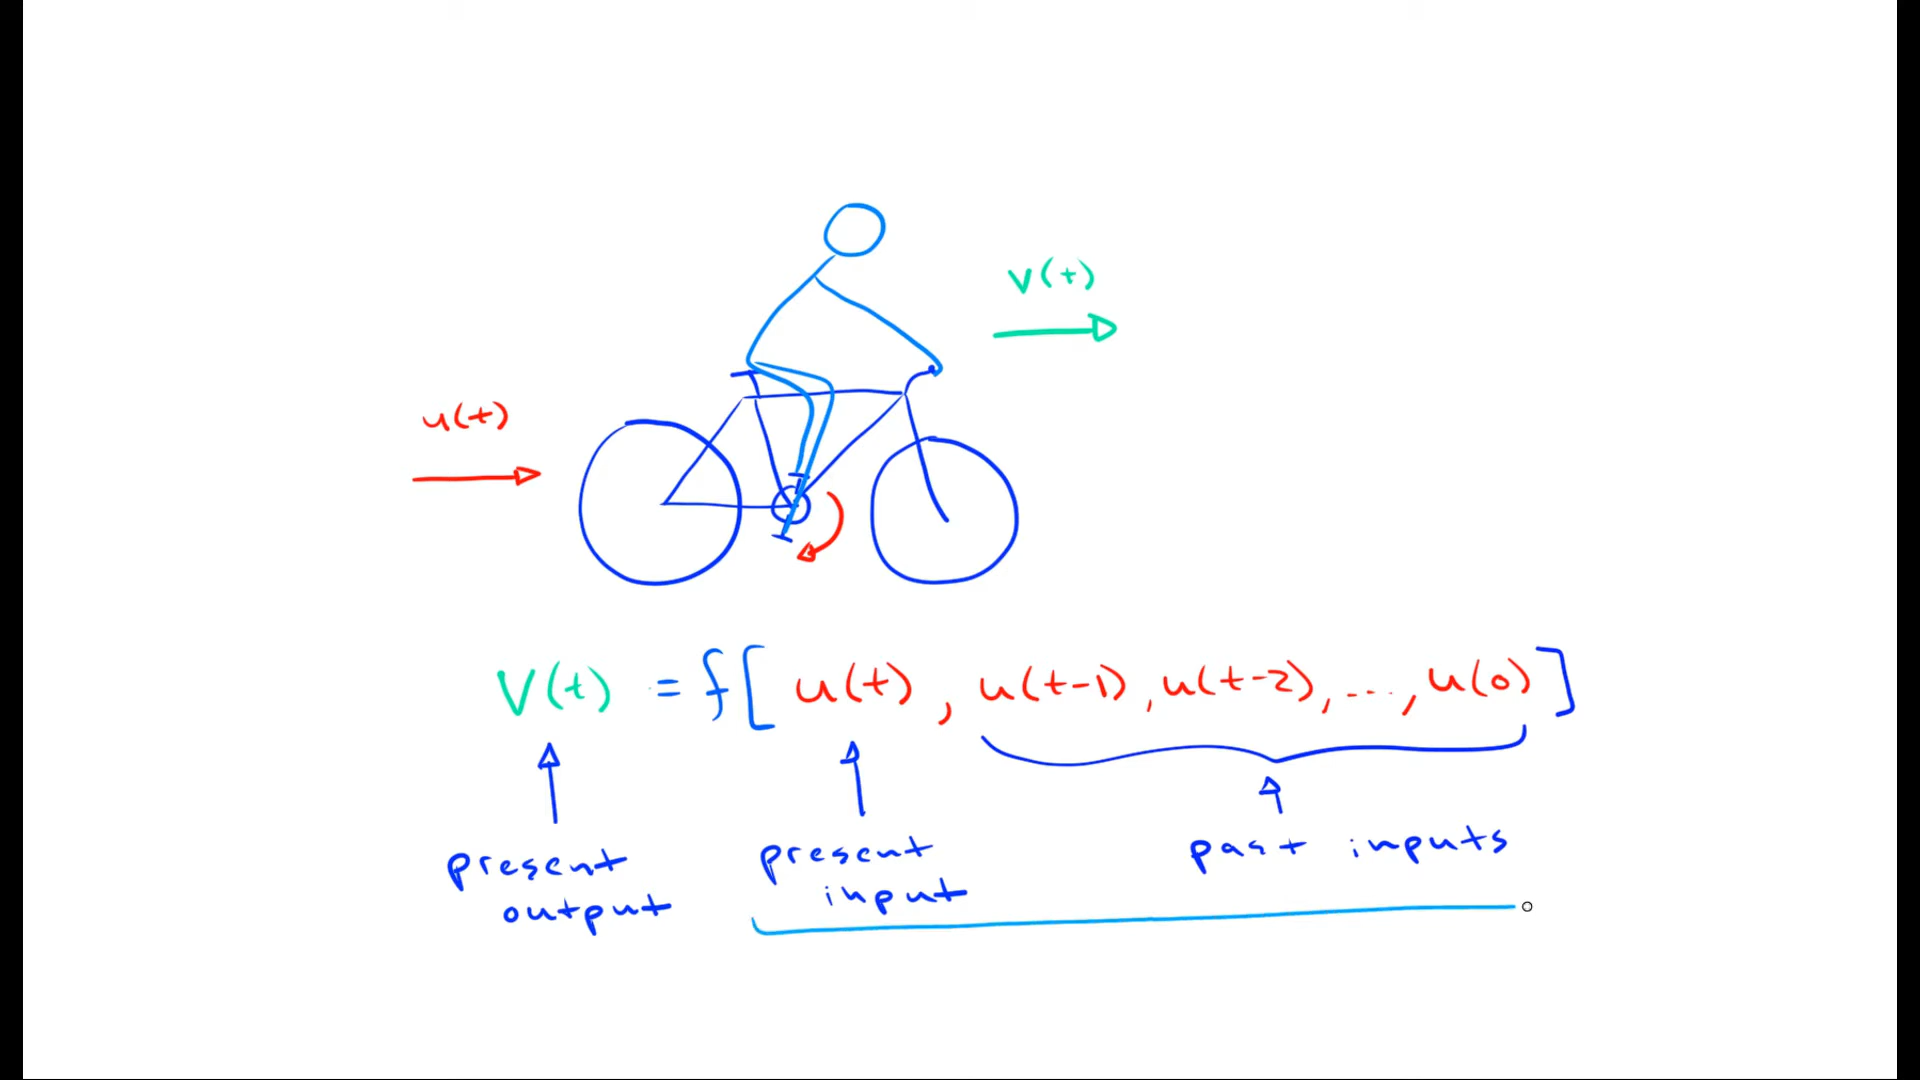 v(t)
u(t)
V(t) = f[u(t), u(t-1), u(t-2), ..., u(0)]
present output
present input
past inputs